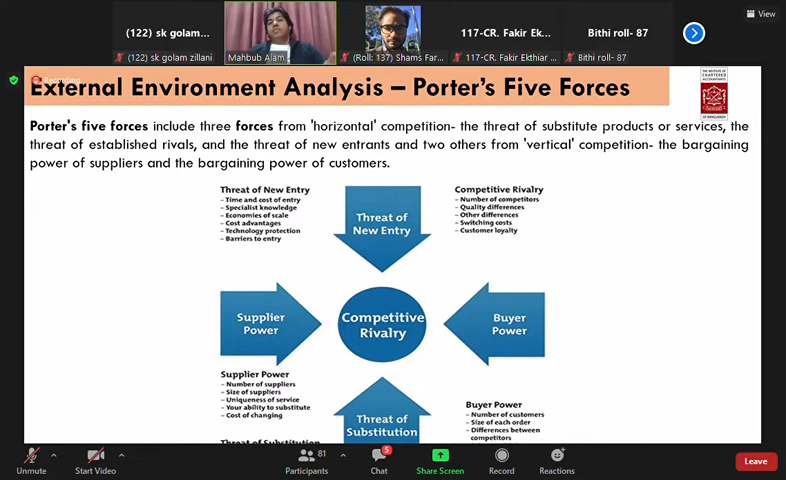 View
(122) sk golam...
117-CR. Fakir Ek...
Bithi roll- 87
(122) sk golam zillani
Mahbub Alam
(Roll: 137) Shams Far...
117-CR. Fakir Ekthiar ...
Bithi roll- 87
Recording
External Environment Analysis – Porter's Five Forces
THE INSTITUTE OF
CHARTERED
ACCOUNTANTS
OF BANGLADESH
Porter's five forces include three forces from 'horizontal' competition- the threat of substitute products or services, the
threat of established rivals, and the threat of new entrants and two others from 'vertical' competition- the bargaining
power of suppliers and the bargaining power of customers.
Threat of New Entry
– Time and cost of entry
– Specialist knowledge
– Economies of scale
– Cost advantages
– Technology protection
– Barriers to entry
Threat of
New Entry
Competitive Rivalry
– Number of competitors
– Quality differences
– Other differences
– Switching costs
– Customer loyalty
Supplier
Power
Competitive
Rivalry
Buyer
Power
Supplier Power
– Number of suppliers
– Size of suppliers
– Uniqueness of service
– Your ability to substitute
– Cost of changing
Threat of
Substitution
Buyer Power
– Number of customers
– Size of each order
– Differences between
competitors
Threat of Substitution
81
5
Unmute
Start Video
Participants
Chat
Share Screen
Record
Reactions
Leave